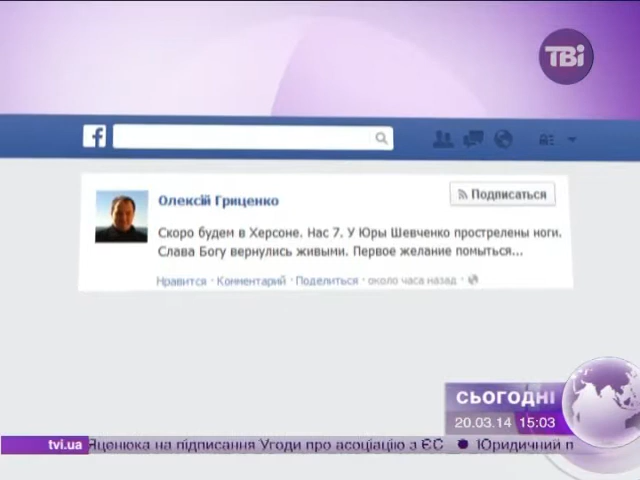 TBi
f
Олексій Гриценко
Подписаться
Скоро будем в Херсоне. Нас 7. У Юры Шевченко прострелены ноги.
Слава Богу вернулись живыми. Первое желание помыться...
Нравится · Комментарий · Поделиться · около часа назад ·
СЬОГОДНІ
20.03.14 15:03
tvi.ua Яценюка на підписання Угоди про асоціацію з ЄС ● Юридичний п